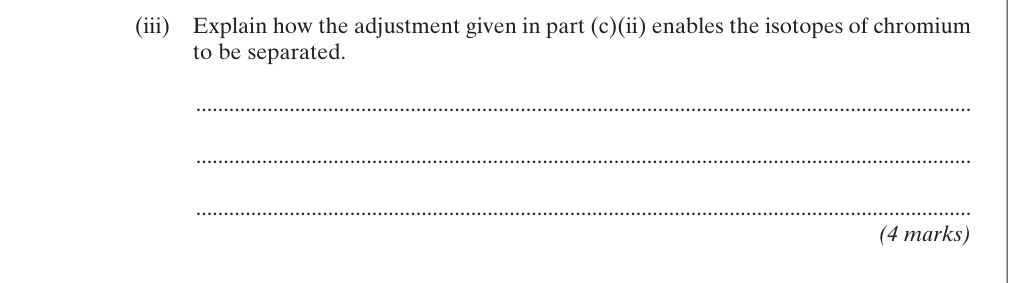 (iii) Explain how the adjustment given in part (c)(ii) enables the isotopes of chromium
to be separated.
(4 marks)